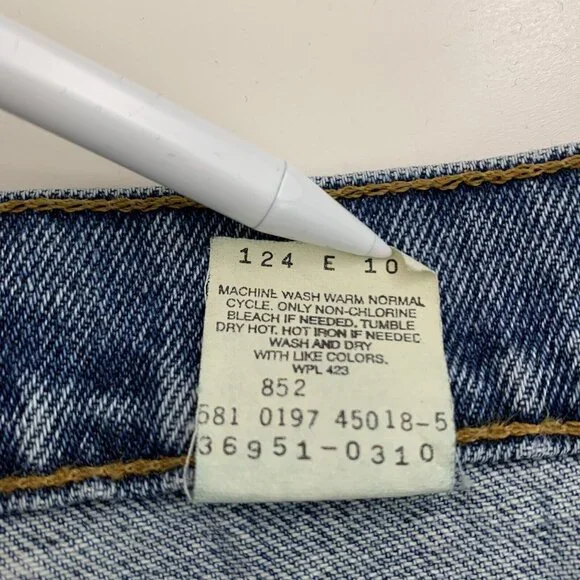 124 E 10
MACHINE WASH WARM NORMAL
CYCLE. ONLY NON-CHLORINE
BLEACH IF NEEDED. TUMBLE
DRY HOT. HOT IRON IF NEEDED
WASH AND DRY
WITH LIKE COLORS.
WPL 423
852
581 0197 45018-5
36951-0310